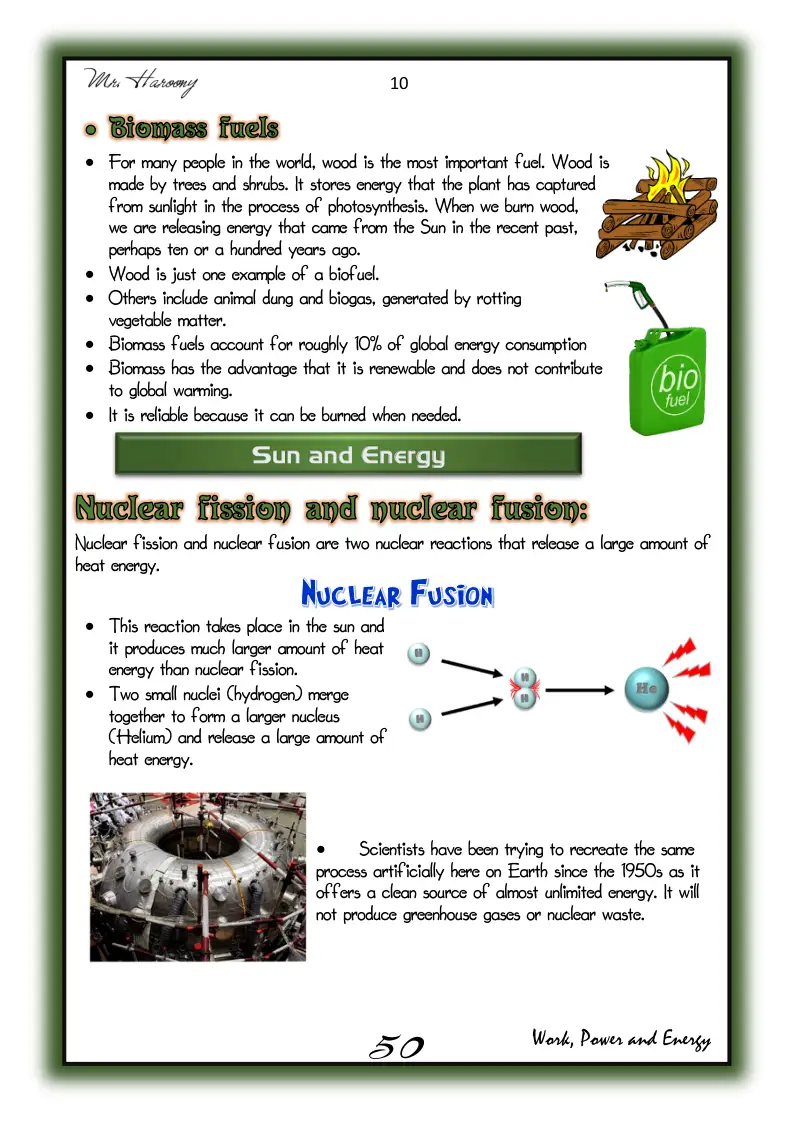 Mr. Haroony
10
• Biomass fuels
• For many people in the world, wood is the most important fuel. Wood is
made by trees and shrubs. It stores energy that the plant has captured
from sunlight in the process of photosynthesis. When we burn wood,
we are releasing energy that came from the Sun in the recent past,
perhaps ten or a hundred years ago.
• Wood is just one example of a biofuel.
• Others include animal dung and biogas, generated by rotting
vegetable matter.
• Biomass fuels account for roughly 10% of global energy consumption
• Biomass has the advantage that it is renewable and does not contribute
to global warming.
• It is reliable because it can be burned when needed.
bio
fuel
Sun and Energy
Nuclear fission and nuclear fusion:
Nuclear fission and nuclear fusion are two nuclear reactions that release a large amount of
heat energy.
Nuclear Fusion
• This reaction takes place in the sun and
it produces much larger amount of heat
energy than nuclear fission.
• Two small nuclei (hydrogen) merge
together to form a larger nucleus
(Helium) and release a large amount of
heat energy.
H
H
H
H
He
• Scientists have been trying to recreate the same
process artificially here on Earth since the 1950s as it
offers a clean source of almost unlimited energy. It will
not produce greenhouse gases or nuclear waste.
50
Work, Power and Energy